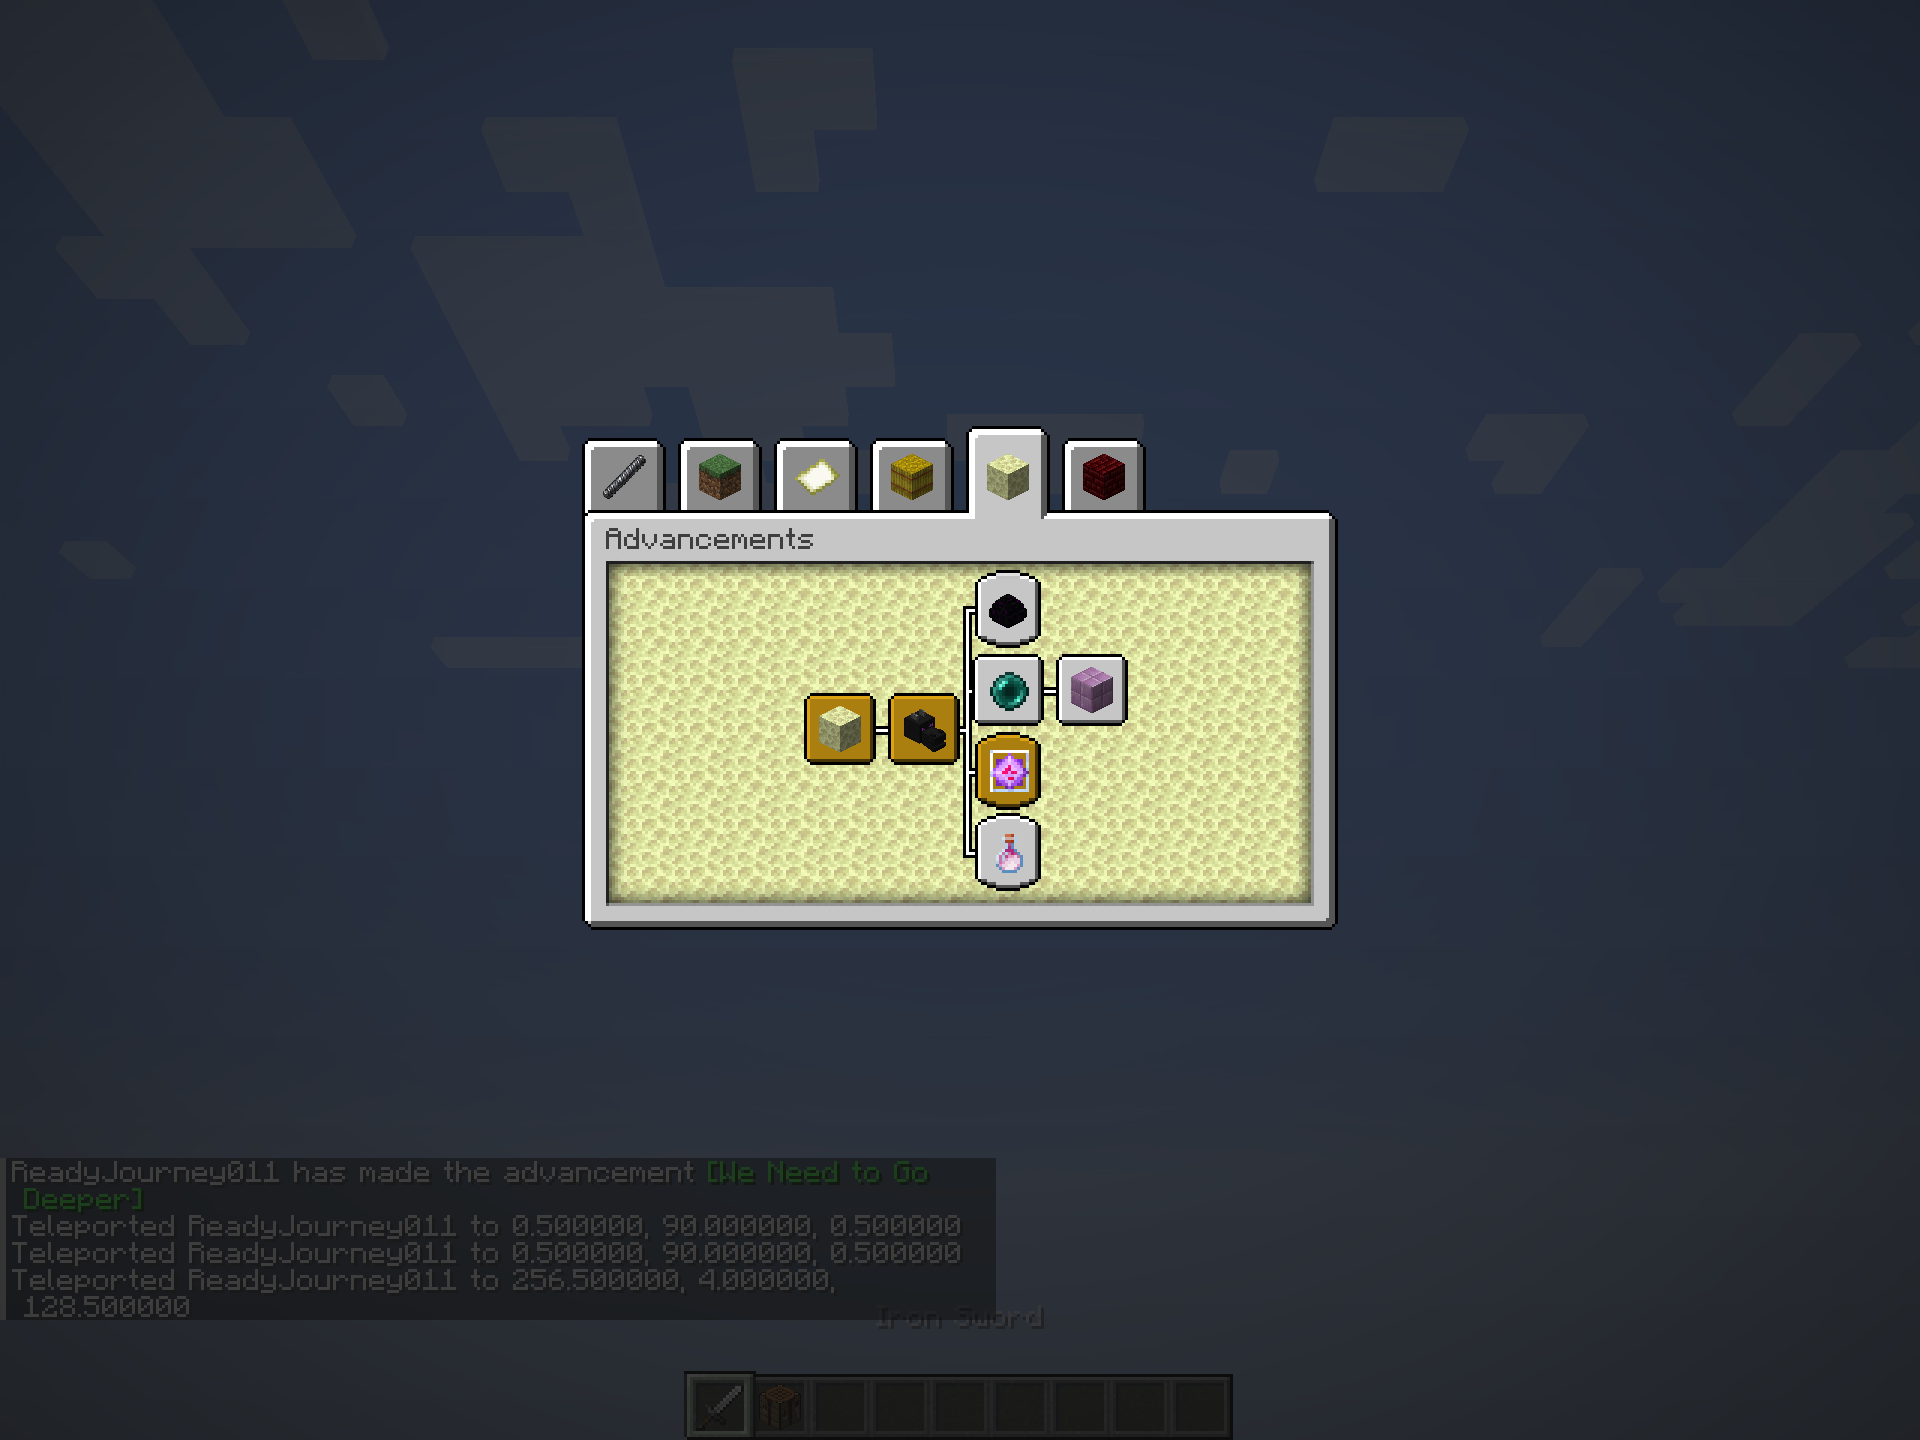 Advancements
ReadyJourney011 has made the advancement [We Need to Go
Deeper]
Teleported ReadyJourney011 to 0.500000, 90.000000, 0.500000
Teleported ReadyJourney011 to 0.500000, 90.000000, 0.500000
Teleported ReadyJourney011 to 256.500000, 4.000000,
128.500000
Iron Sword